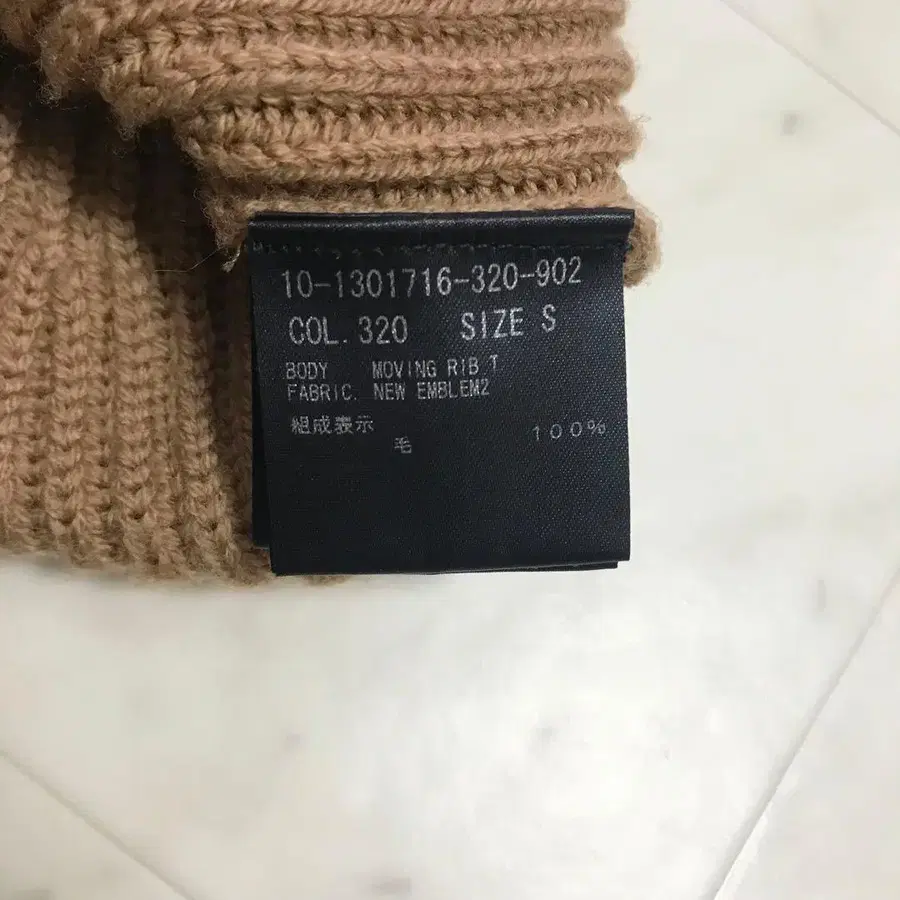 10-1301716-320-902
COL.320 SIZE S
BODY MOVING RIB T
FABRIC. NEW EMBLEM2
組成表示
毛 100%